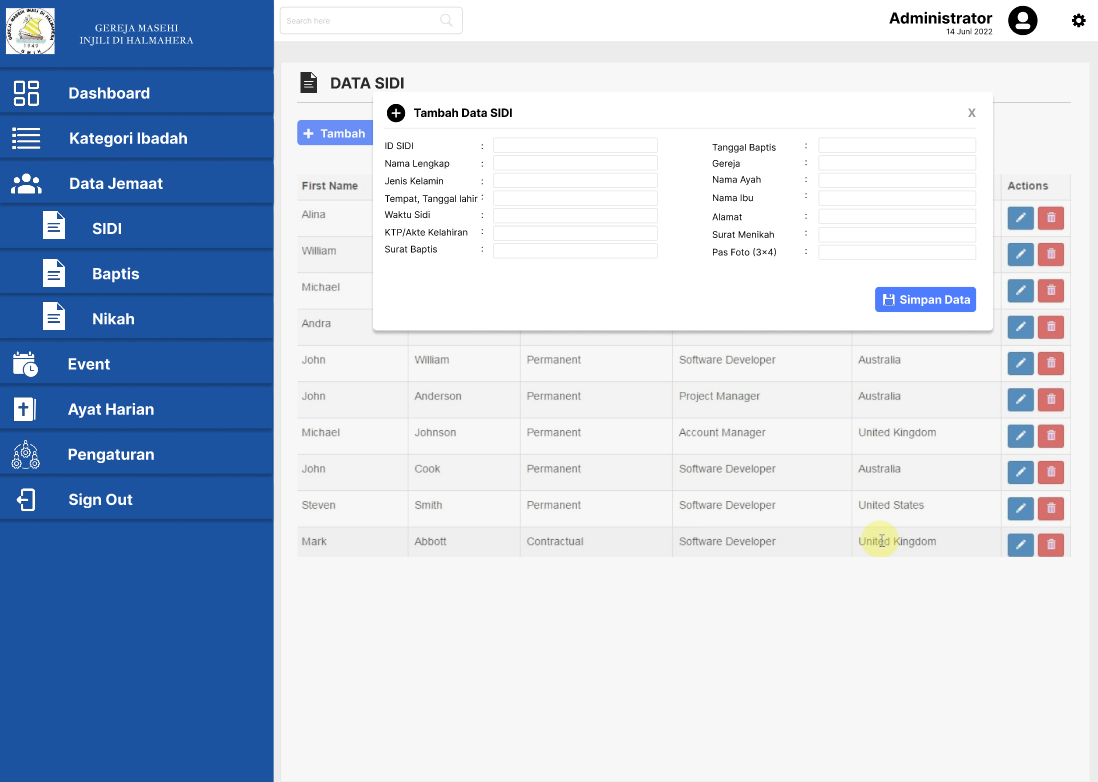 GEREJA MASEHI
INJILI DI HALMAHERA
Dashboard
Kategori Ibadah
Data Jemaat
SIDI
Baptis
Nikah
Event
Ayat Harian
Pengaturan
Sign Out
Search here
Administrator
14 Juni 2022
DATA SIDI
+ Tambah
Tambah Data SIDI
X
ID SIDI :
Nama Lengkap :
Jenis Kelamin :
Tempat, Tanggal lahir :
Waktu Sidi :
KTP/Akte Kelahiran :
Surat Baptis :
Tanggal Baptis :
Gereja :
Nama Ayah :
Nama Ibu :
Alamat :
Surat Menikah :
Pas Foto (3x4) :
Simpan Data
First Name Actions
Alina
William
Michael
Andra
John William Permanent Software Developer Australia
John Anderson Permanent Project Manager Australia
Michael Johnson Permanent Account Manager United Kingdom
John Cook Permanent Software Developer Australia
Steven Smith Permanent Software Developer United States
Mark Abbott Contractual Software Developer United Kingdom